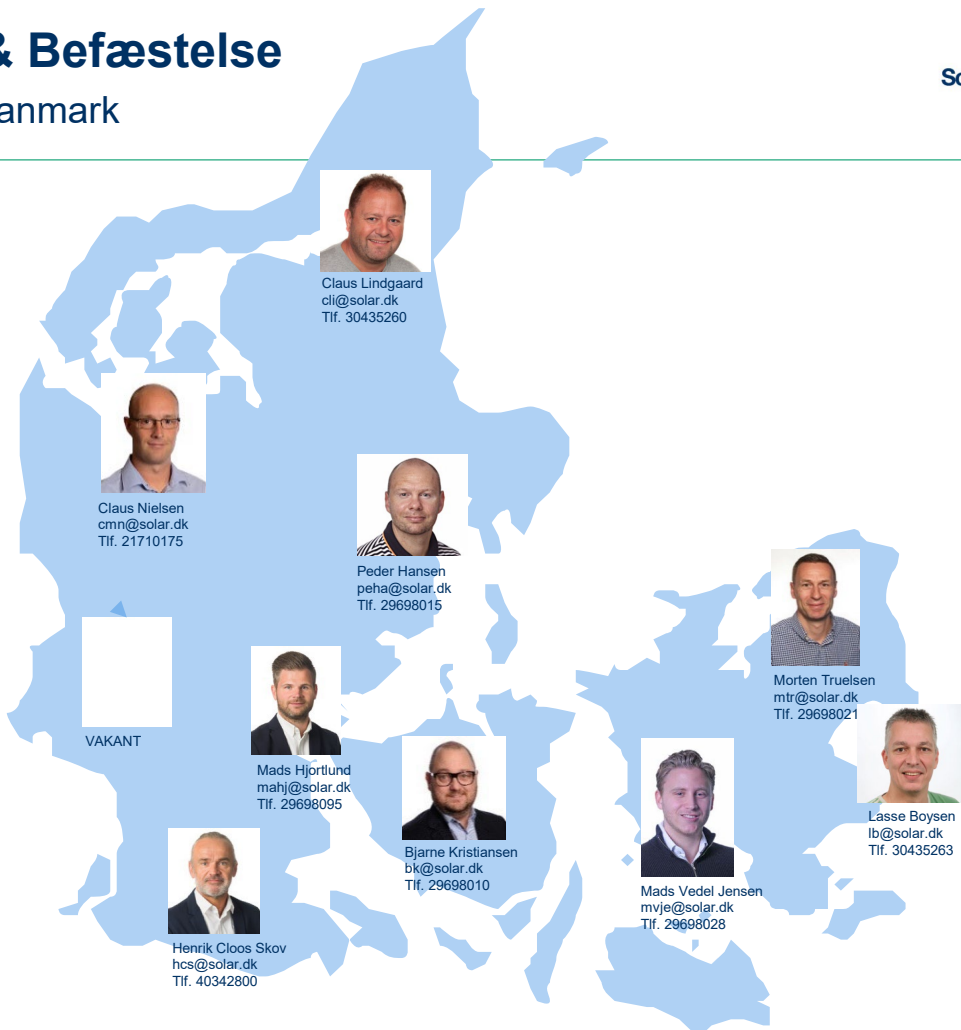 & Befæstelse
anmark
So
Claus Lindgaard
cli@solar.dk
Tlf. 30435260
Claus Nielsen
cmn@solar.dk
Tlf. 21710175
Peder Hansen
peha@solar.dk
Tlf. 29698015
Morten Truelsen
mtr@solar.dk
Tlf. 29698021
VAKANT
Mads Hjortlund
mahj@solar.dk
Tlf. 29698095
Lasse Boysen
lb@solar.dk
Tlf. 30435263
Bjarne Kristiansen
bk@solar.dk
Tlf. 29698010
Mads Vedel Jensen
mvje@solar.dk
Tlf. 29698028
Henrik Cloos Skov
hcs@solar.dk
Tlf. 40342800